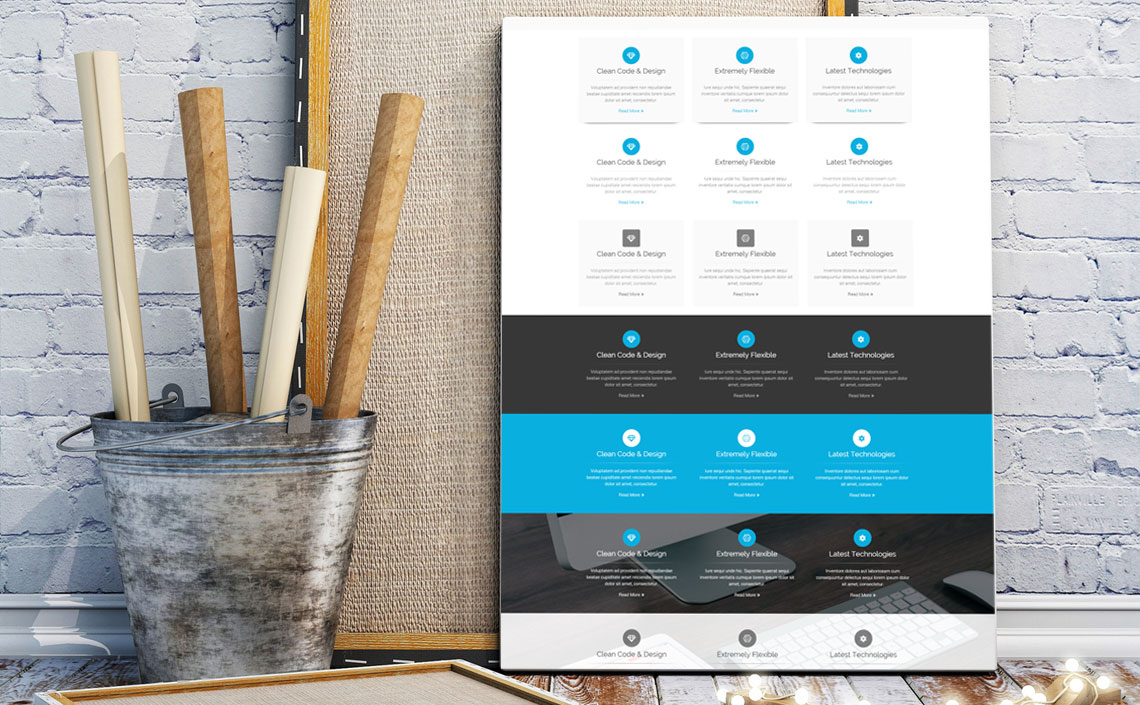 Clean Code & Design
Voluptatem ad provident non repudiandae
beatae cupiditate amet reiciendis lorem ipsum
dolor sit amet, consectetur.
Read More »
Extremely Flexible
Iure sequi unde hic. Sapiente quaerat sequi
inventore veritatis cumque lorem ipsum dolor
sit amet, consectetur.
Read More »
Latest Technologies
Inventore dolores aut laboriosam cum
consequuntur delectus sequi lorem ipsum dolor
sit amet, consectetur.
Read More »
Clean Code & Design
Voluptatem ad provident non repudiandae
beatae cupiditate amet reiciendis lorem ipsum
dolor sit amet, consectetur.
Read More »
Extremely Flexible
Iure sequi unde hic. Sapiente quaerat sequi
inventore veritatis cumque lorem ipsum dolor sit
amet, consectetur.
Read More »
Latest Technologies
Inventore dolores aut laboriosam cum
consequuntur delectus sequi lorem ipsum dolor
sit amet, consectetur.
Read More »
Clean Code & Design
Voluptatem ad provident non repudiandae
beatae cupiditate amet reiciendis lorem ipsum
dolor sit amet, consectetur.
Read More »
Extremely Flexible
Iure sequi unde hic. Sapiente quaerat sequi
inventore veritatis cumque lorem ipsum dolor
sit amet, consectetur.
Read More »
Latest Technologies
Inventore dolores aut laboriosam cum
consequuntur delectus sequi lorem ipsum dolor
sit amet, consectetur.
Read More »
Clean Code & Design
Voluptatem ad provident non repudiandae
beatae cupiditate amet reiciendis lorem ipsum
dolor sit amet, consectetur.
Read More »
Extremely Flexible
Iure sequi unde hic. Sapiente quaerat sequi
inventore veritatis cumque lorem ipsum dolor sit
amet, consectetur.
Read More »
Latest Technologies
Inventore dolores aut laboriosam cum
consequuntur delectus sequi lorem ipsum dolor
sit amet, consectetur.
Read More »
Clean Code & Design
Voluptatem ad provident non repudiandae
beatae cupiditate amet reiciendis lorem ipsum
dolor sit amet, consectetur.
Read More »
Extremely Flexible
Iure sequi unde hic. Sapiente quaerat sequi
inventore veritatis cumque lorem ipsum dolor sit
amet, consectetur.
Read More »
Latest Technologies
Inventore dolores aut laboriosam cum
consequuntur delectus sequi lorem ipsum dolor
sit amet, consectetur.
Read More »
Clean Code & Design
Voluptatem ad provident non repudiandae
beatae cupiditate amet reiciendis lorem ipsum
dolor sit amet, consectetur.
Read More »
Extremely Flexible
Iure sequi unde hic. Sapiente quaerat sequi
inventore veritatis cumque lorem ipsum dolor sit
amet, consectetur.
Read More »
Latest Technologies
Inventore dolores aut laboriosam cum
consequuntur delectus sequi lorem ipsum dolor
sit amet, consectetur.
Read More »
Clean Code & Design
Extremely Flexible
Latest Technologies